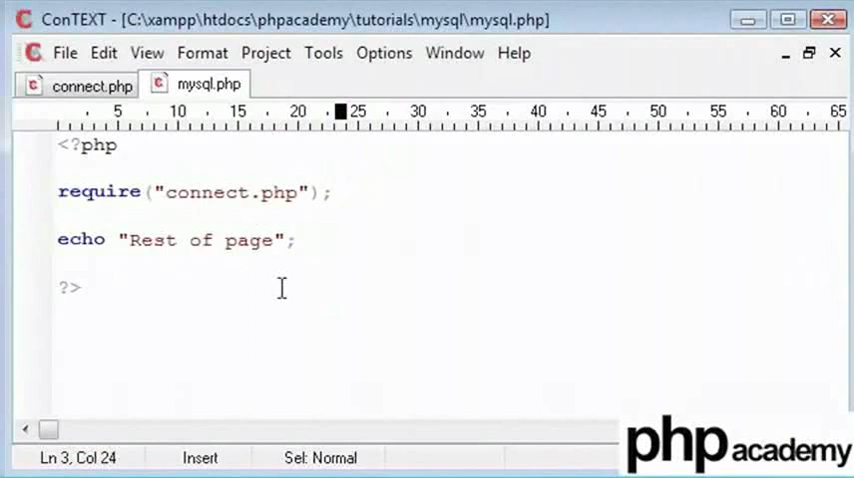 ConTEXT - [C:\xampp\htdocs\phpacademy\tutorials\mysql\mysql.php]
File Edit View Format Project Tools Options Window Help
connect.php mysql.php
5 10 15 20 25 30 35 40 45 50 55 60 65
<?php
require("connect.php");
echo "Rest of page";
?>
Ln 3, Col 24 Insert Sel: Normal
php academy